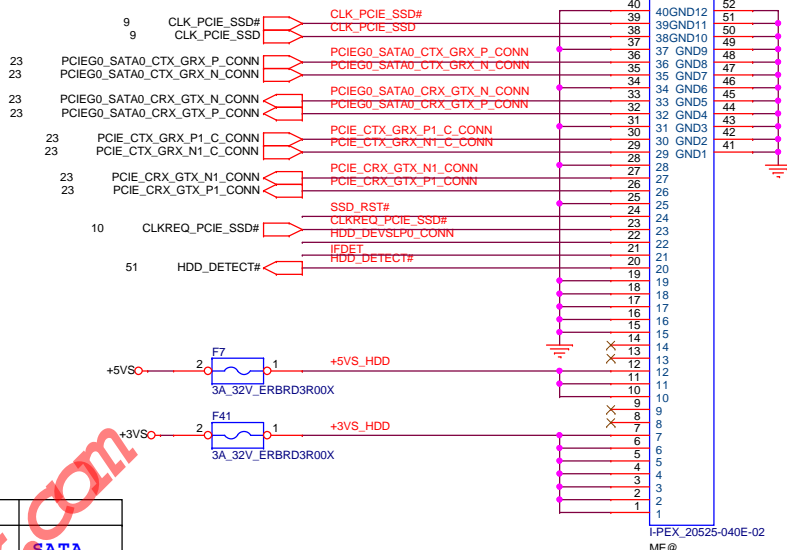 40 40GND12 52
9 CLK_PCIE_SSD# CLK_PCIE_SSD# 39 39GND11 51
9 CLK_PCIE_SSD CLK_PCIE_SSD 38 38GND10 50
37 37 GND9 49
23 PCIEG0_SATA0_CTX_GRX_P_CONN PCIEG0_SATA0_CTX_GRX_P_CONN 36 36 GND8 48
23 PCIEG0_SATA0_CTX_GRX_N_CONN PCIEG0_SATA0_CTX_GRX_N_CONN 35 35 GND7 47
34 34 GND6 46
23 PCIEG0_SATA0_CRX_GTX_N_CONN PCIEG0_SATA0_CRX_GTX_N_CONN 33 33 GND5 45
23 PCIEG0_SATA0_CRX_GTX_P_CONN PCIEG0_SATA0_CRX_GTX_P_CONN 32 32 GND4 44
31 31 GND3 43
23 PCIE_CTX_GRX_P1_C_CONN PCIE_CTX_GRX_P1_C_CONN 30 30 GND2 42
23 PCIE_CTX_GRX_N1_C_CONN PCIE_CTX_GRX_N1_C_CONN 29 29 GND1 41
28 28
23 PCIE_CRX_GTX_N1_CONN PCIE_CRX_GTX_N1_CONN 27 27
23 PCIE_CRX_GTX_P1_CONN PCIE_CRX_GTX_P1_CONN 26 26
25 25
SSD_RST# 24 24
10 CLKREQ_PCIE_SSD# CLKREQ_PCIE_SSD# 23 23
HDD_DEVSLP0_CONN 22 22
IFDET 21 21
51 HDD_DETECT# HDD_DETECT# 20 20
19 19
18 18
17 17
16 16
15 15
14 14
13 13
F7
+5VS 2 1 +5VS_HDD 12 12
3A_32V_ERBRD3R00X 11 11
10 10
9 9
8 8
F41
+3VS 2 1 +3VS_HDD 7 7
3A_32V_ERBRD3R00X 6 6
5 5
4 4
3 3
2 2
1 1
I-PEX_20525-040E-02
ME@
SATA
.com